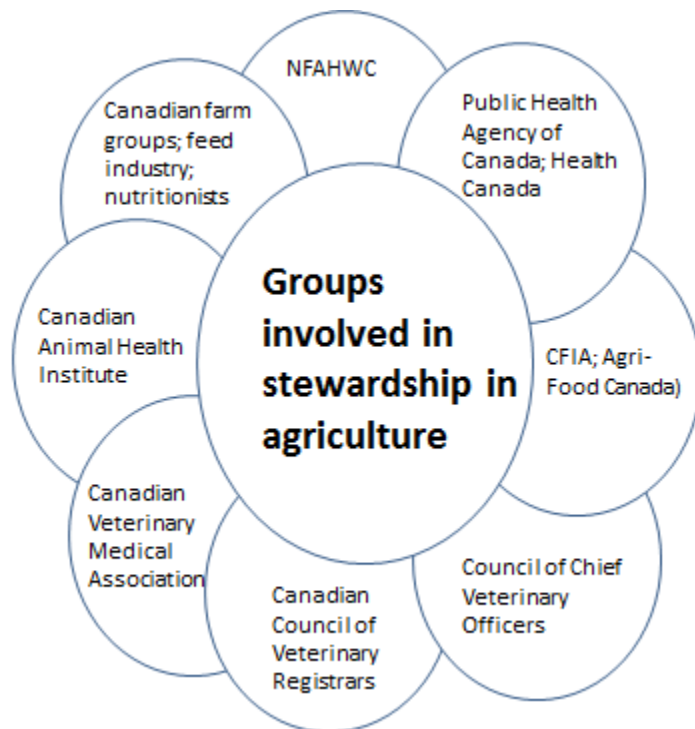 NFAHWC
Canadian farm
groups; feed
industry;
nutritionists
Public Health
Agency of
Canada; Health
Canada
Groups
involved in
stewardship in
agriculture
Canadian
Animal Health
Institute
CFIA; Agri-
Food Canada)
Canadian
Veterinary
Medical
Association
Council of Chief
Veterinary
Officers
Canadian
Council of
Veterinary
Registrars